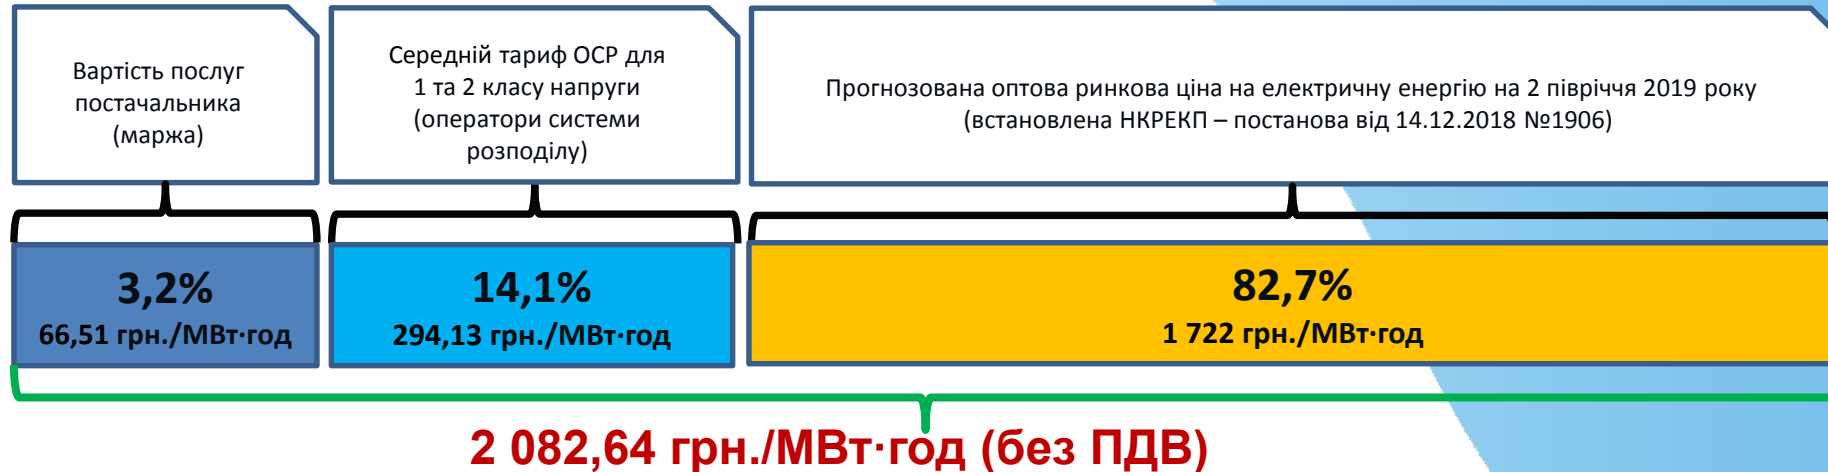 Вартість послуг
постачальника
(маржа)
Середній тариф ОСР для
1 та 2 класу напруги
(оператори системи
розподілу)
Прогнозована оптова ринкова ціна на електричну енергію на 2 півріччя 2019 року
(встановлена НКРЕКП – постанова від 14.12.2018 №1906)
3,2%
66,51 грн./МВт·год
14,1%
294,13 грн./МВт·год
82,7%
1 722 грн./МВт·год
2 082,64 грн./МВт·год (без ПДВ)